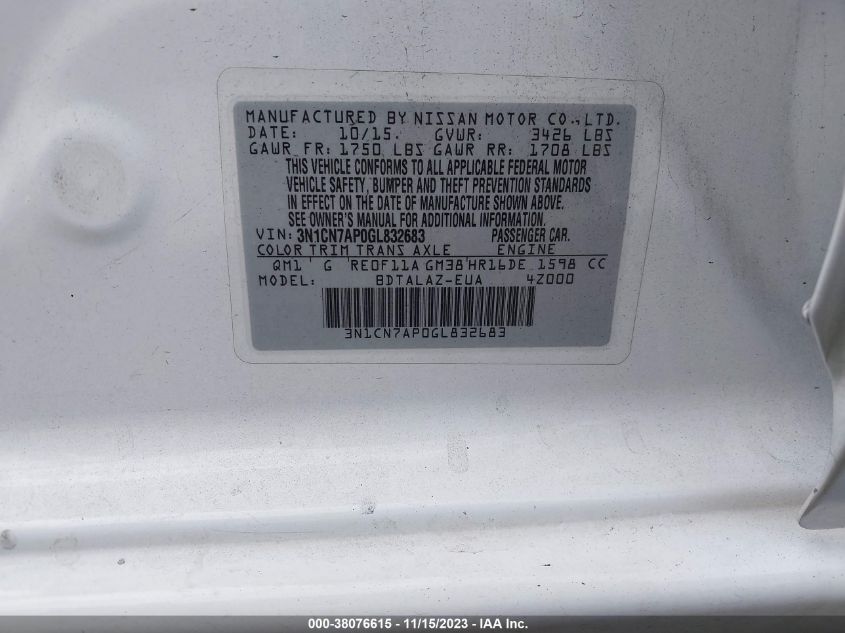 MANUFACTURED BY NISSAN MOTOR CO.,LTD.
DATE: 10/15. GVWR: 3426 LBS
GAWR FR: 1750 LBS GAWR RR: 1708 LBS
THIS VEHICLE CONFORMS TO ALL APPLICABLE FEDERAL MOTOR
VEHICLE SAFETY, BUMPER AND THEFT PREVENTION STANDARDS
IN EFFECT ON THE DATE OF MANUFACTURE SHOWN ABOVE.
SEE OWNER'S MANUAL FOR ADDITIONAL INFORMATION.
VIN: 3N1CN7AP0GL832683 PASSENGER CAR.
COLOR TRIM TRANS AXLE ENGINE
QM1 G RE0F11A GM38 HR16DE 1598 CC
MODEL: BDTALAZ-EUA 4Z000
3N1CN7AP0GL832683
000-38076615 - 11/15/2023 - IAA Inc.